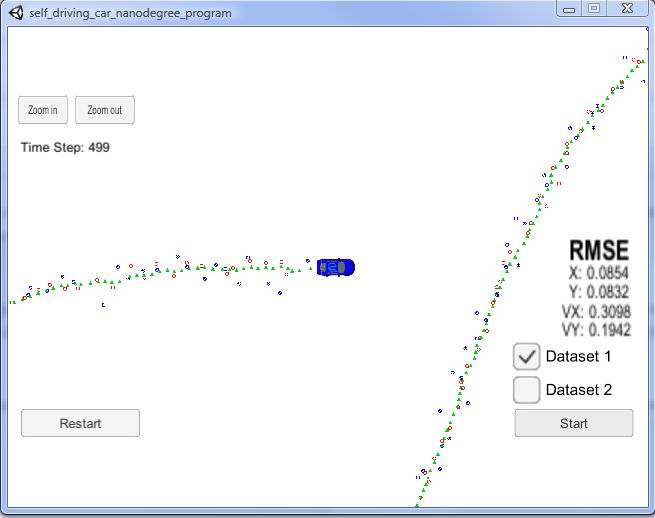 self_driving_car_nanodegree_program
Zoom in
Zoom out
Time Step: 499
RMSE
X: 0.0854
Y: 0.0832
VX: 0.3098
VY: 0.1942
Dataset 1
Dataset 2
Restart
Start